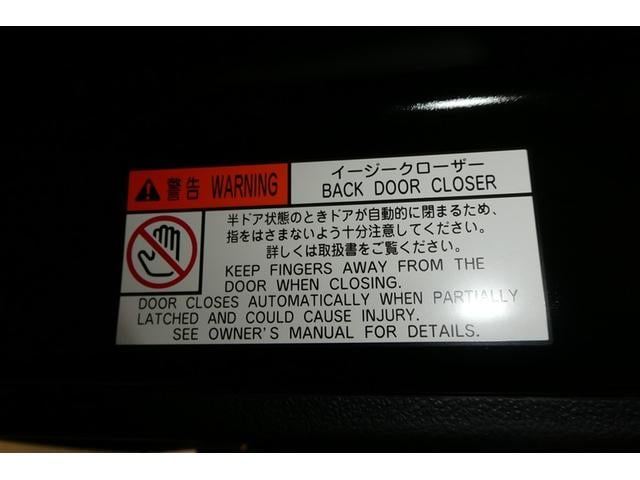 警告 WARNING
イージークローザー
BACK DOOR CLOSER
半ドア状態のときドアが自動的に閉まるため、
指をはさまないよう十分注意してください。
詳しくは取扱書をご覧ください。
KEEP FINGERS AWAY FROM THE
DOOR WHEN CLOSING.
DOOR CLOSES AUTOMATICALLY WHEN PARTIALLY
LATCHED AND COULD CAUSE INJURY.
SEE OWNER'S MANUAL FOR DETAILS.